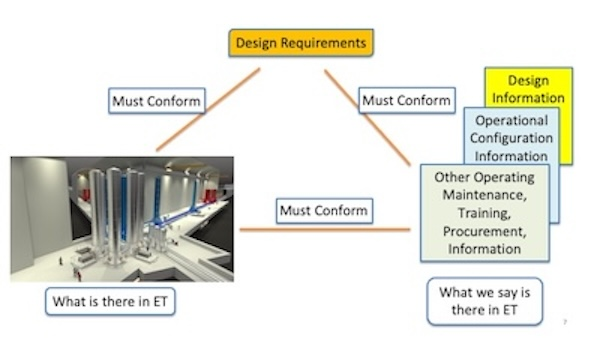 Design Requirements
Must Conform
Must Conform
Design
Information
Operational
Configuration
Information
Other Operating
Maintenance,
Training,
Procurement,
Information
Must Conform
What is there in ET
What we say is
there in ET
7